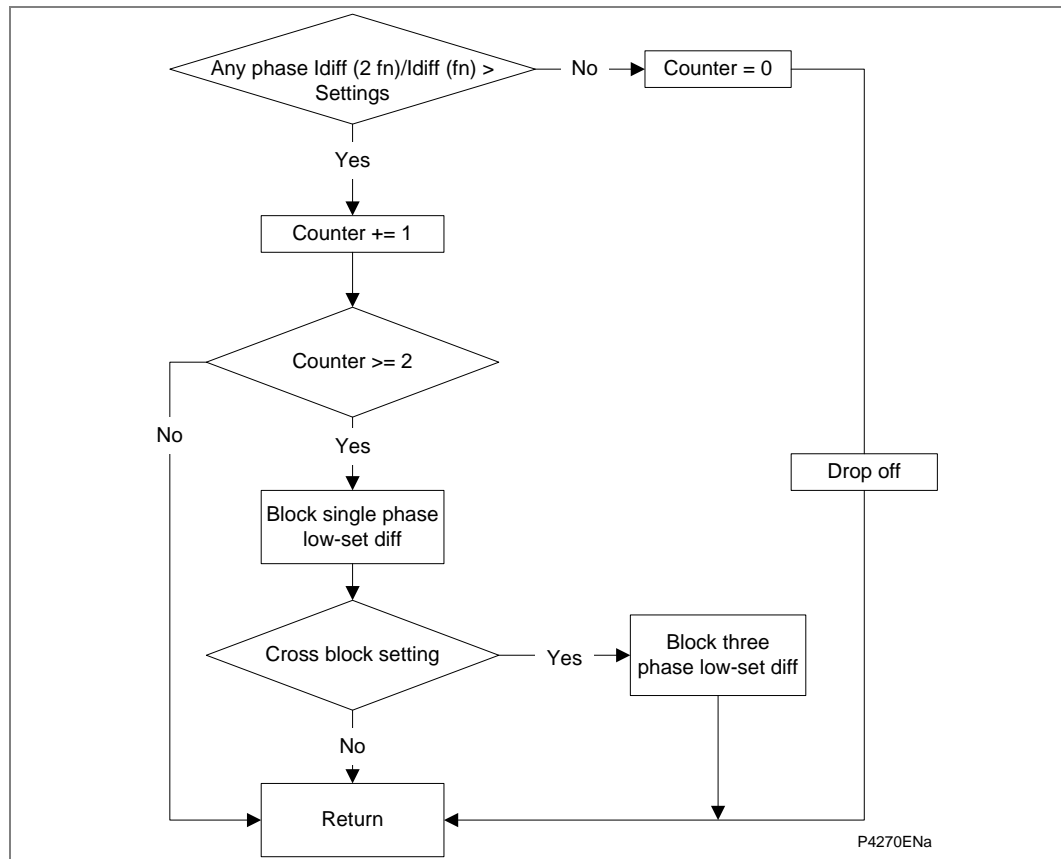 Any phase Idiff (2 fn)/Idiff (fn) >
Settings
No
Counter = 0
Yes
Counter += 1
Counter >= 2
No
Yes
Drop off
Block single phase
low-set diff
Cross block setting
Yes
Block three
phase low-set diff
No
Return
P4270ENa